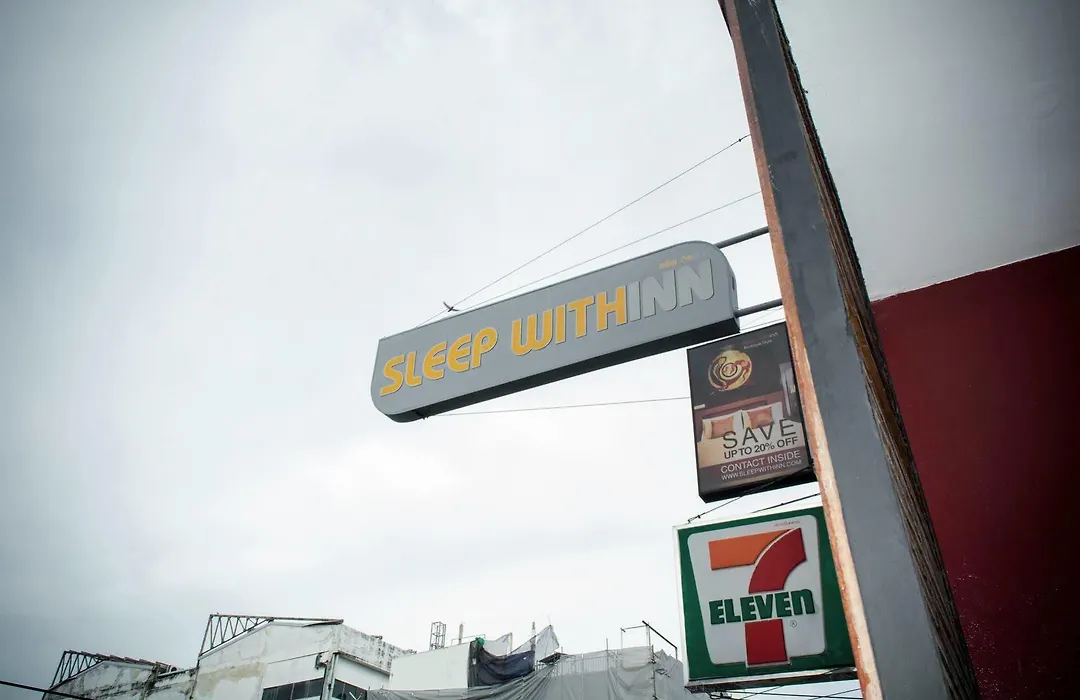 SLEEP WITHINN
SAVE
UP TO 20% OFF
CONTACT INSIDE
WWW.SLEEPWITHINN.COM
7
ELEVEn
®